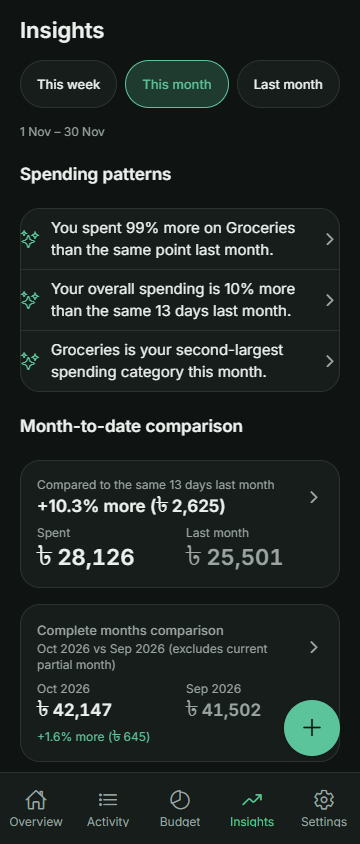 Insights
This week
This month
Last month
1 Nov – 30 Nov
Spending patterns
You spent 99% more on Groceries
than the same point last month.
Your overall spending is 10% more
than the same 13 days last month.
Groceries is your second-largest
spending category this month.
Month-to-date comparison
Compared to the same 13 days last month
+10.3% more (৳ 2,625)
Spent
Last month
৳ 28,126
৳ 25,501
Complete months comparison
Oct 2026 vs Sep 2026 (excludes current
partial month)
Oct 2026
Sep 2026
৳ 42,147
৳ 41,502
+1.6% more (৳ 645)
Overview
Activity
Budget
Insights
Settings